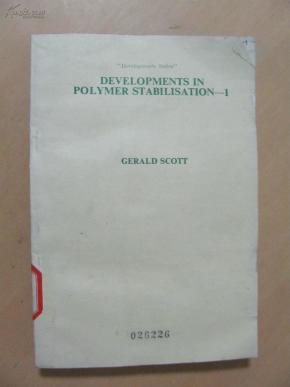 "Developments Series"
DEVELOPMENTS IN
POLYMER STABILISATION—1
GERALD SCOTT
026226